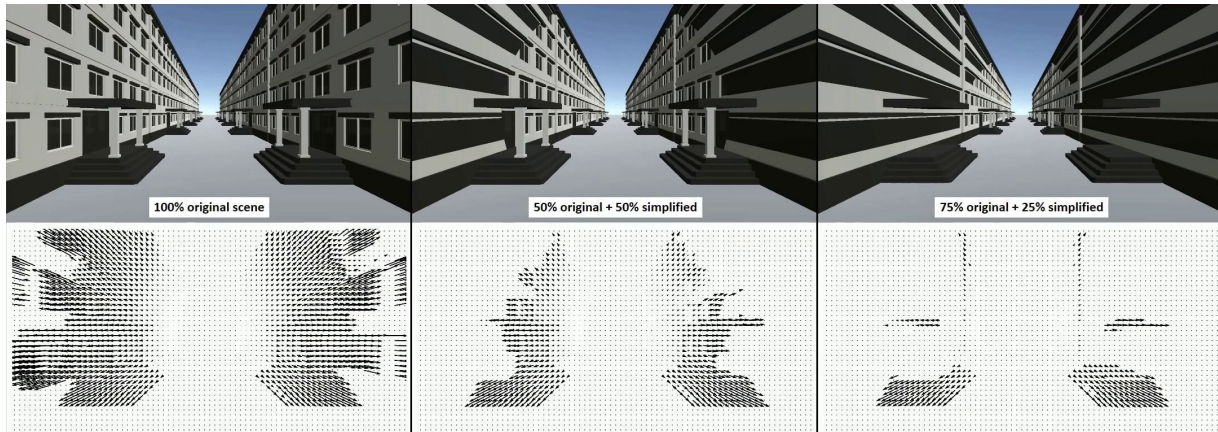 100% original scene
50% original + 50% simplified
75% original + 25% simplified